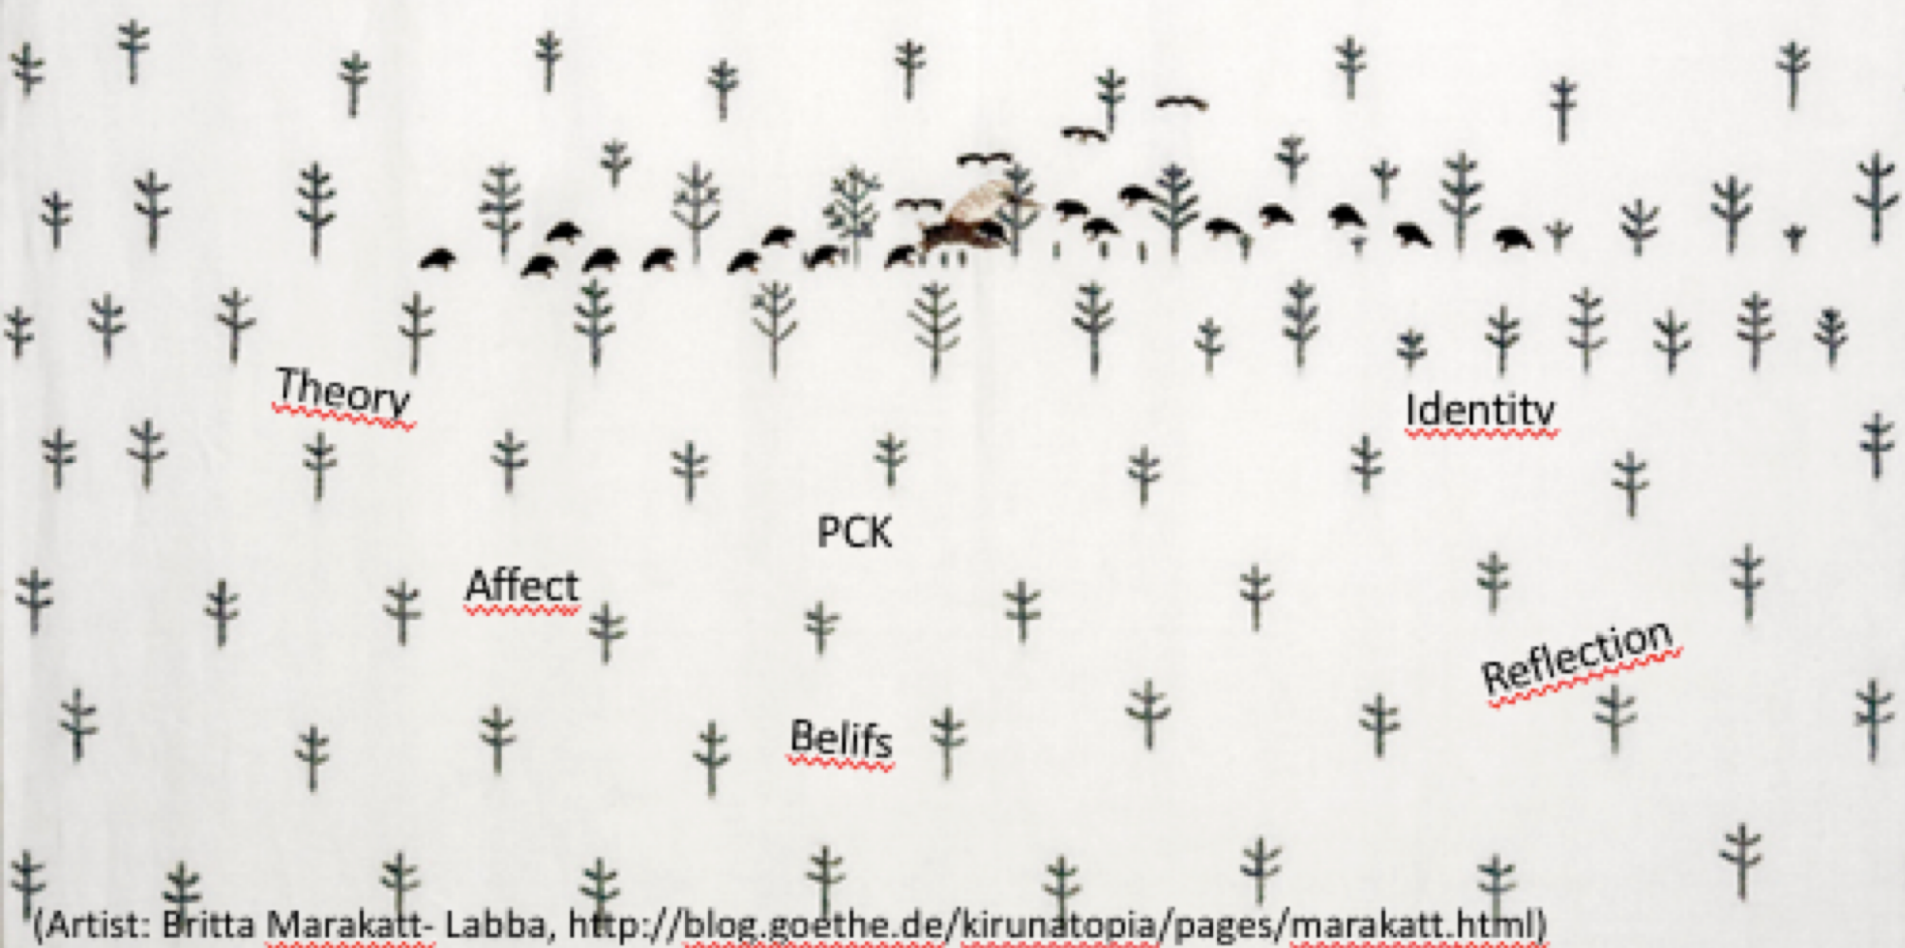 Theory
Identity
PCK
Affect
Reflection
Belifs
(Artist: Britta Marakatt- Labba, http://blog.goethe.de/kirunatopia/pages/marakatt.html)